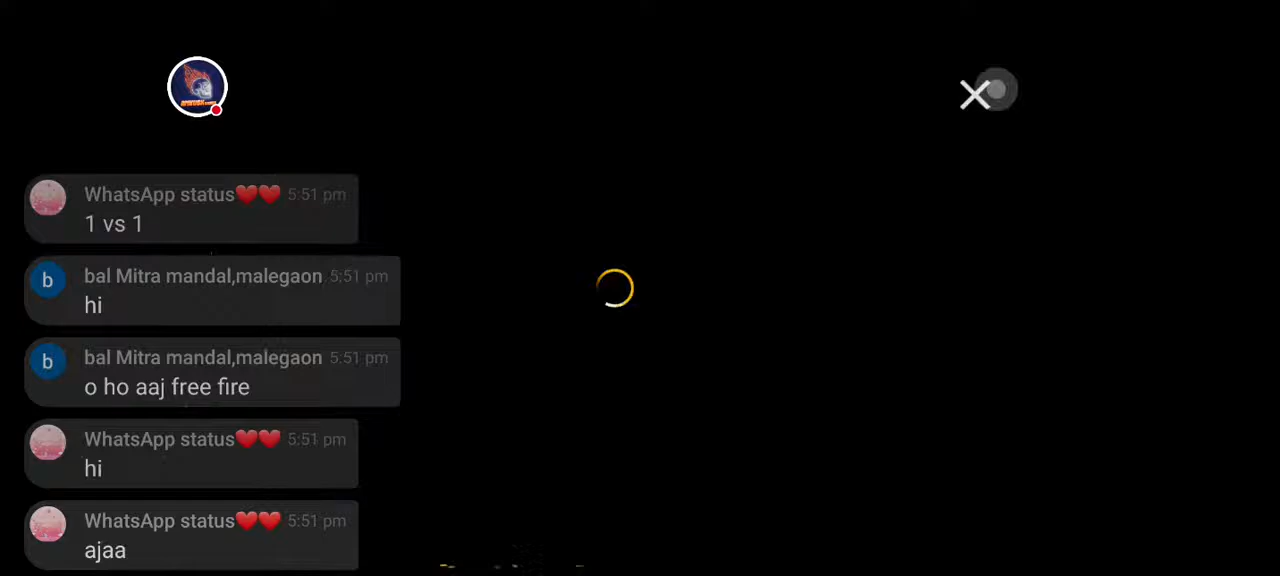 WhatsApp status❤️❤️ 5:51 pm
1 vs 1
b
bal Mitra mandal,malegaon 5:51 pm
hi
b
bal Mitra mandal,malegaon 5:51 pm
o ho aaj free fire
WhatsApp status❤️❤️ 5:51 pm
hi
WhatsApp status❤️❤️ 5:51 pm
ajaa